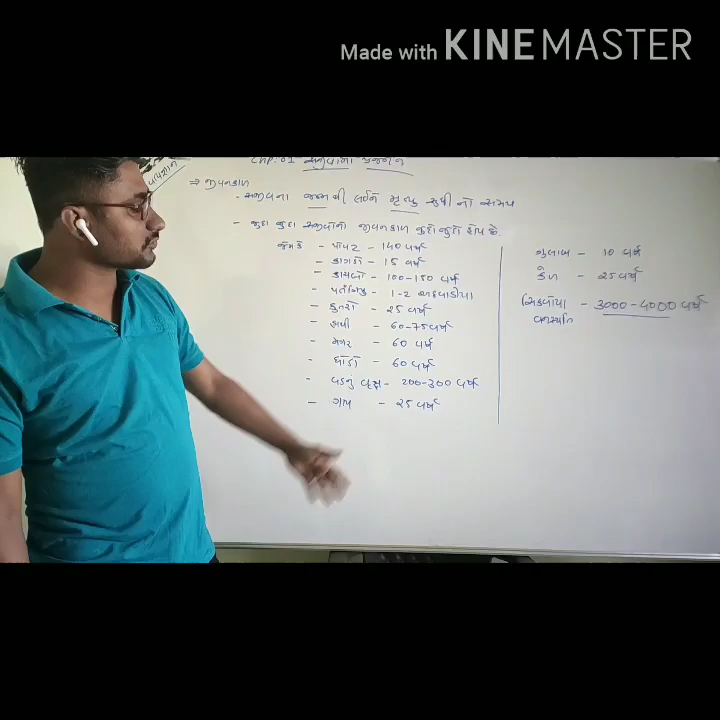 Made with KINEMASTER
Chp:01 સજીવોમાં પ્રજનન
⇒ જીવનકાળ
- સજીવના જન્મથી લઈને મૃત્યુ સુધીનો સમય
- જુદા જુદા સજીવોનો જીવનકાળ જુદો જુદો હોય છે.
જેમકે - પોપટ - 140 વર્ષ
- કાગડો - 15 વર્ષ
- કાચબો - 100-150 વર્ષ
- પતંગિયુ - 1-2 અઠવાડીયા
- કુતરો - 25 વર્ષ
- હાથી - 60-75 વર્ષ
- મગર - 60 વર્ષ
- ઘોડો - 60 વર્ષ
- વડનું વૃક્ષ - 200-300 વર્ષ
- ગાય - 25 વર્ષ
ગુલાબ - 10 વર્ષ
કેળ - 25 વર્ષ
સિકવોયા - 3000-4000 વર્ષ
વનસ્પતિ